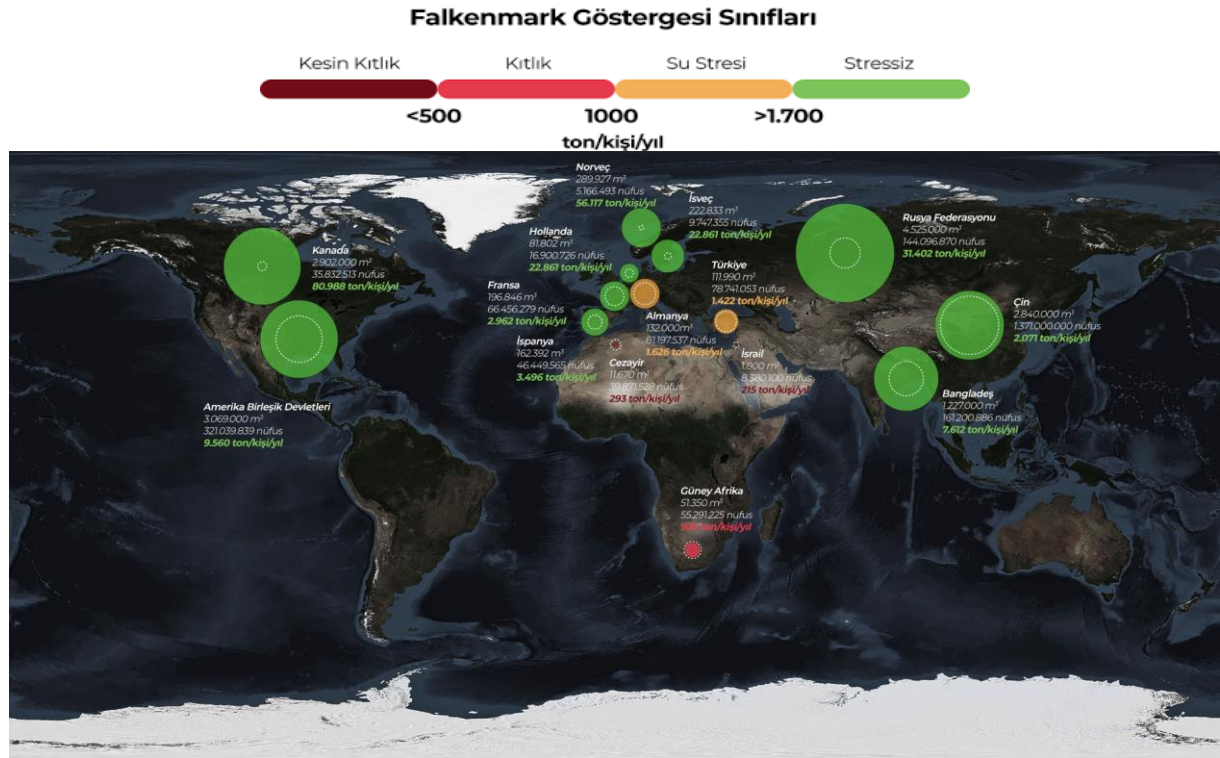 Falkenmark Göstergesi Sınıfları
Kesin Kıtlık Kıtlık Su Stresi Stressiz
<500 1000 >1.700
ton/kişi/yıl
Norveç
289.927 m³
5.166.493 nüfus
56.117 ton/kişi/yıl
İsveç
222.833 m³
9.747.355 nüfus
22.861 ton/kişi/yıl
Hollanda
81.802 m³
16.900.726 nüfus
22.861 ton/kişi/yıl
Rusya Federasyonu
4.525.000 m³
144.096.870 nüfus
31.402 ton/kişi/yıl
Kanada
2.902.000 m³
35.832.513 nüfus
80.988 ton/kişi/yıl
Türkiye
111.990 m³
78.741.053 nüfus
1.422 ton/kişi/yıl
Fransa
196.846 m³
66.456.279 nüfus
2.962 ton/kişi/yıl
Çin
2.840.000 m³
1.371.000.000 nüfus
2.071 ton/kişi/yıl
Almanya
132.000 m³
81.197.537 nüfus
1.626 ton/kişi/yıl
İspanya
162.392 m³
46.449.565 nüfus
3.496 ton/kişi/yıl
Cezayir
11.670 m³
39.871.528 nüfus
293 ton/kişi/yıl
İsrail
1.800 m³
8.380.100 nüfus
215 ton/kişi/yıl
Bangladeş
1.227.000 m³
161.200.886 nüfus
7.612 ton/kişi/yıl
Amerika Birleşik Devletleri
3.069.000 m³
321.039.839 nüfus
9.560 ton/kişi/yıl
Güney Afrika
51.350 m³
55.291.225 nüfus
ton/kişi/yıl